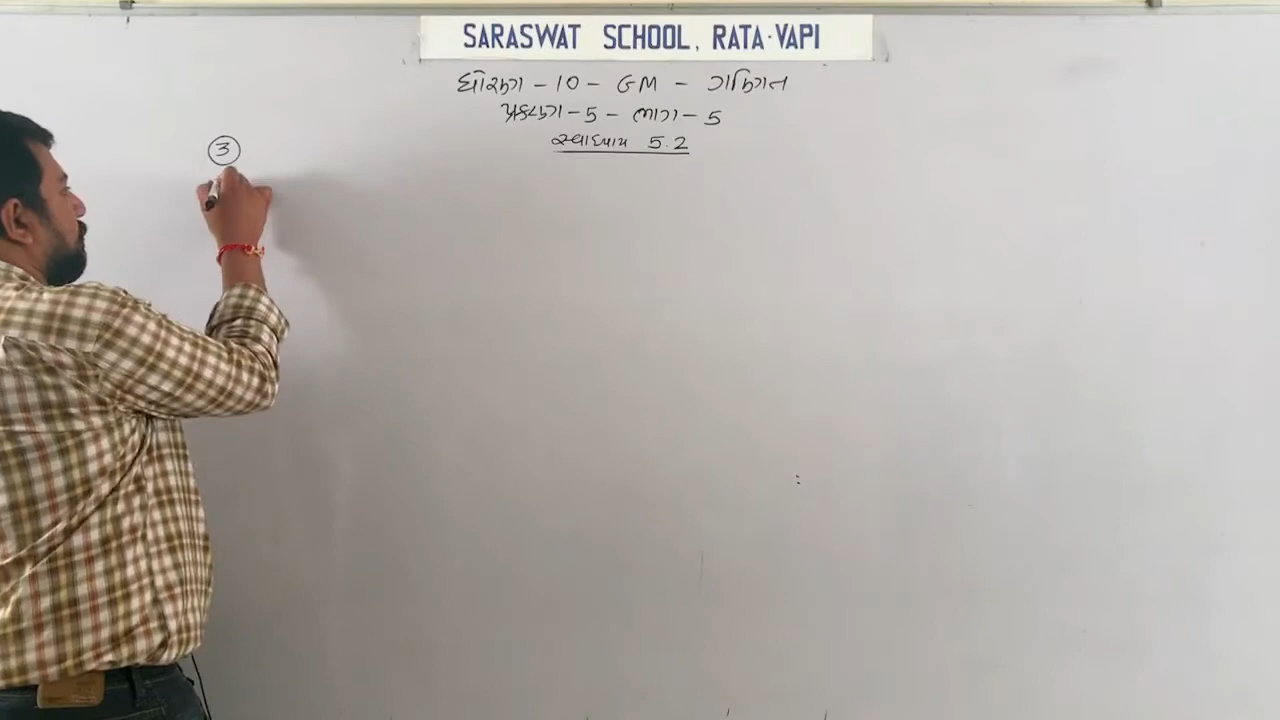 SARASWAT SCHOOL, RATA-VAPI
ધોરણ - 10 - GM - ગણિત
પ્રકરણ - 5 - ભાગ - 5
સ્વાધ્યાય 5.2
3